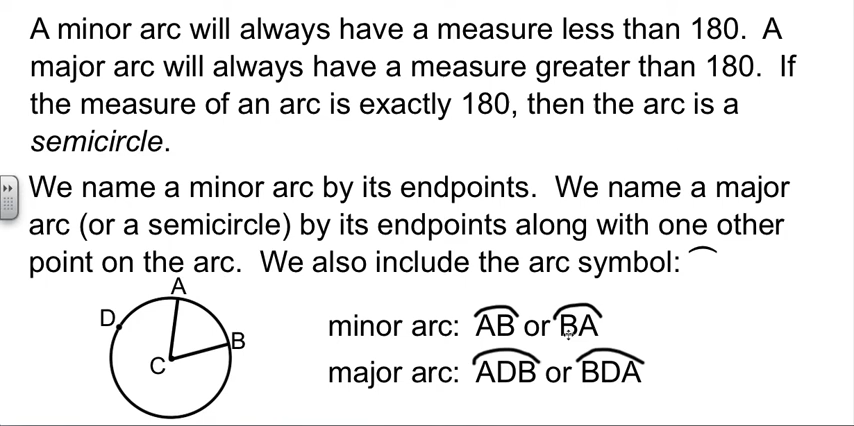 A minor arc will always have a measure less than 180.  A
major arc will always have a measure greater than 180.  If
the measure of an arc is exactly 180, then the arc is a
semicircle.
We name a minor arc by its endpoints.  We name a major
arc (or a semicircle) by its endpoints along with one other
point on the arc.  We also include the arc symbol: ⌒
A
D
B
C
minor arc: AB or BA
major arc: ADB or BDA